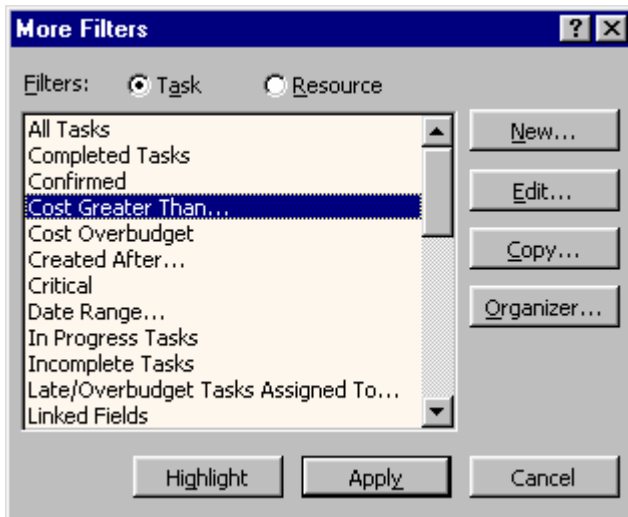 More Filters
Filters: Task Resource
All Tasks
Completed Tasks
Confirmed
Cost Greater Than...
Cost Overbudget
Created After...
Critical
Date Range...
In Progress Tasks
Incomplete Tasks
Late/Overbudget Tasks Assigned To...
Linked Fields
New...
Edit...
Copy...
Organizer...
Highlight Apply Cancel